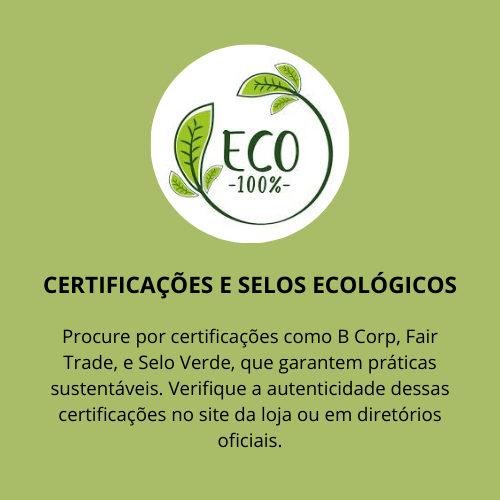 ECO
-100%-
CERTIFICAÇÕES E SELOS ECOLÓGICOS
Procure por certificações como B Corp, Fair
Trade, e Selo Verde, que garantem práticas
sustentáveis. Verifique a autenticidade dessas
certificações no site da loja ou em diretórios
oficiais.